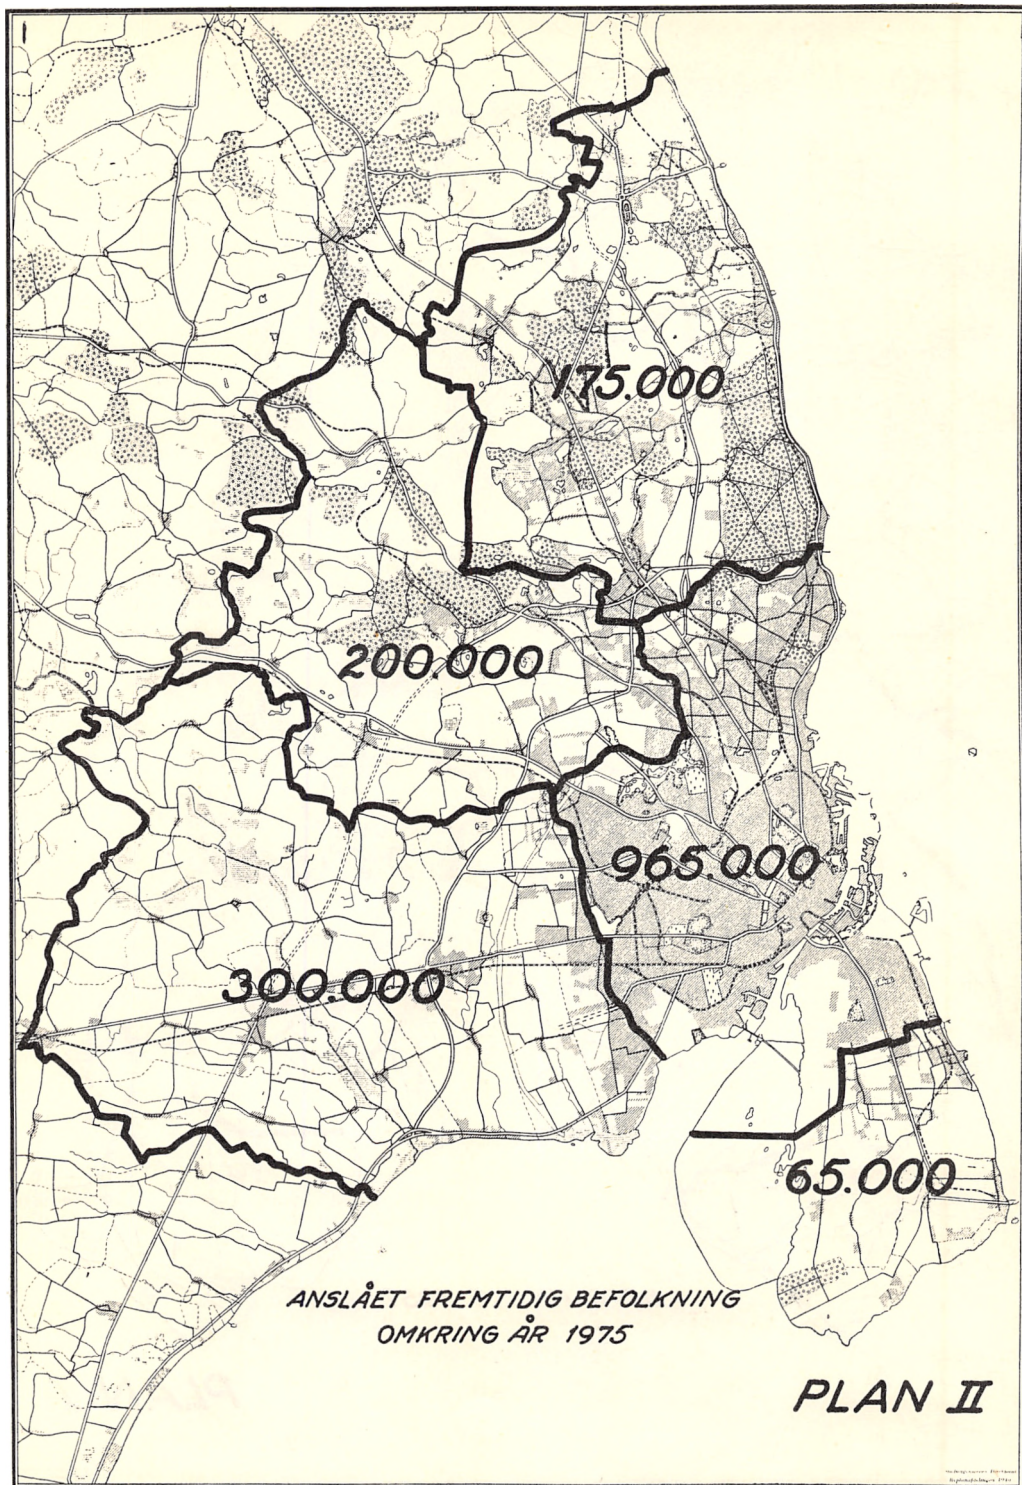 175.000
200.000
965.000
300.000
65.000
ANSLÅET FREMTIDIG BEFOLKNING
OMKRING ÅR 1975
PLAN II